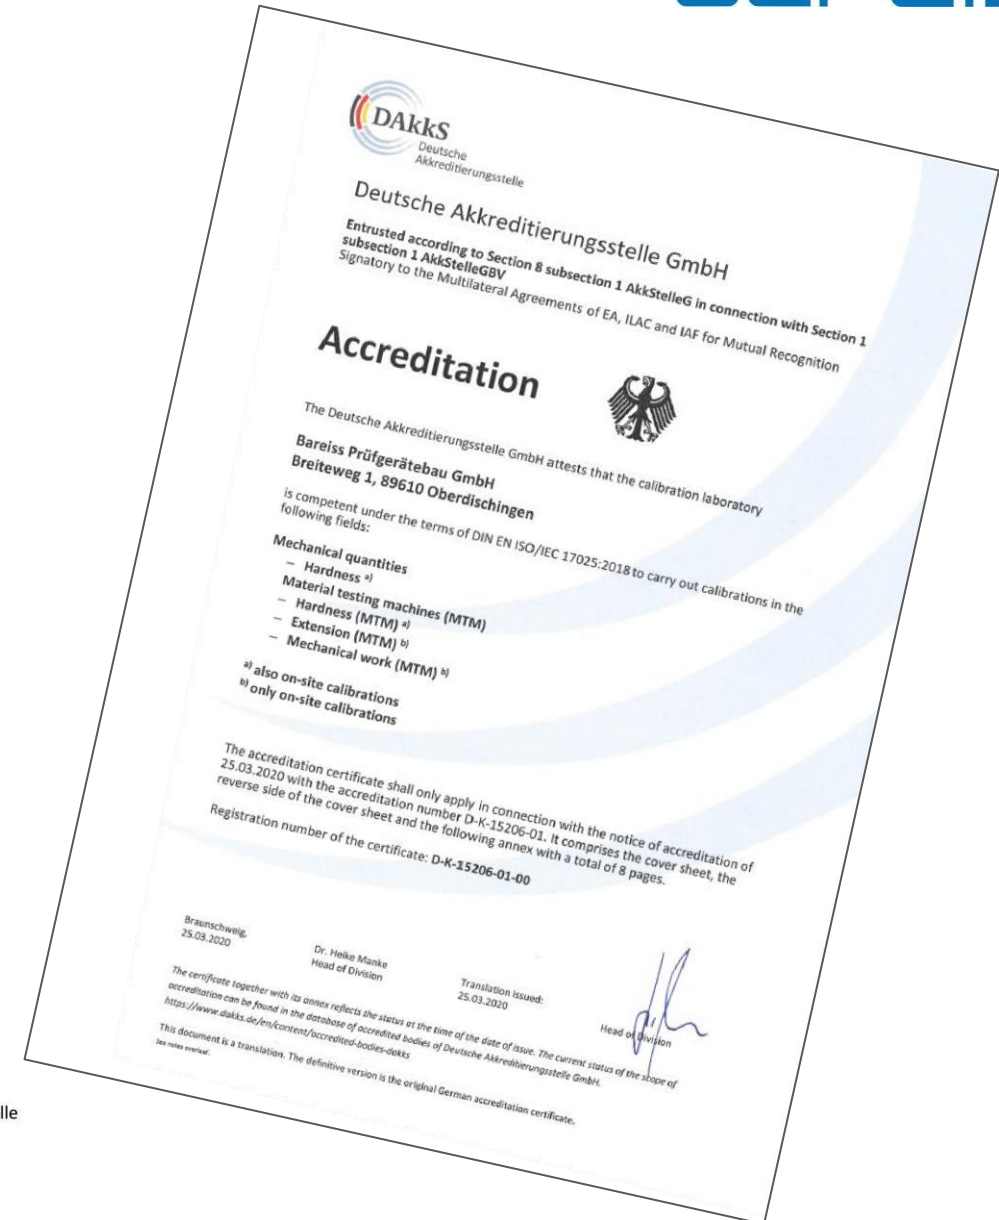 DAkkS
Deutsche
Akkreditierungsstelle
Deutsche Akkreditierungsstelle GmbH
Entrusted according to Section 8 subsection 1 AkkStelleG in connection with Section 1
subsection 1 AkkStelleGBV
Signatory to the Multilateral Agreements of EA, ILAC and IAF for Mutual Recognition
Accreditation
The Deutsche Akkreditierungsstelle GmbH attests that the calibration laboratory
Bareiss Prüfgerätebau GmbH
Breiteweg 1, 89610 Oberdischingen
is competent under the terms of DIN EN ISO/IEC 17025:2018 to carry out calibrations in the
following fields:
Mechanical quantities
– Hardness a)
Material testing machines (MTM)
– Hardness (MTM) a)
– Extension (MTM) b)
– Mechanical work (MTM) b)
a) also on-site calibrations
b) only on-site calibrations
The accreditation certificate shall only apply in connection with the notice of accreditation of
25.03.2020 with the accreditation number D-K-15206-01. It comprises the cover sheet, the
reverse side of the cover sheet and the following annex with a total of 8 pages.
Registration number of the certificate: D-K-15206-01-00
Braunschweig,
25.03.2020
Dr. Heike Manke
Head of Division
Translation issued:
25.03.2020
Head of Division
The certificate together with its annex reflects the status at the time of the date of issue. The current status of the scope of
accreditation can be found in the database of accredited bodies of Deutsche Akkreditierungsstelle GmbH.
https://www.dakks.de/en/content/accredited-bodies-dakks
This document is a translation. The definitive version is the original German accreditation certificate.
See notes overleaf.
lle